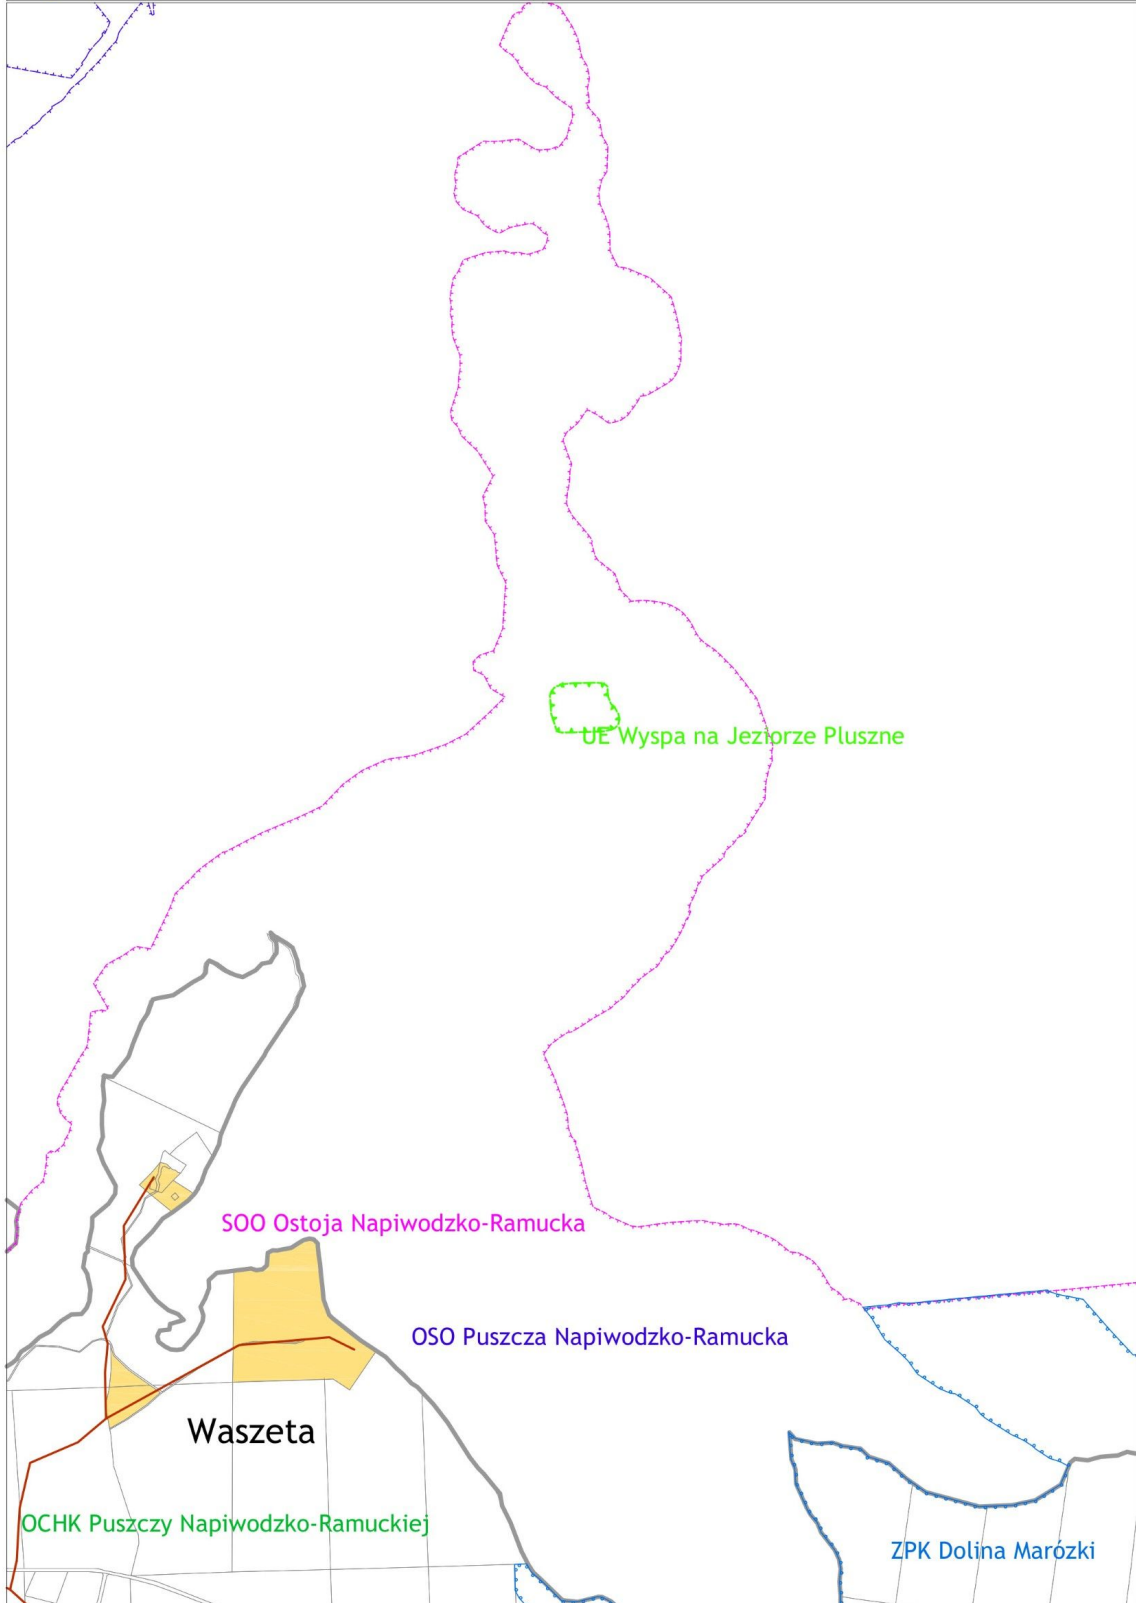 UE Wyspa na Jeziorze Pluszne
SOO Ostoja Napiwodzko-Ramucka
OSO Puszcza Napiwodzko-Ramucka
Waszeta
OCHK Puszczy Napiwodzko-Ramuckiej
ZPK Dolina Marózki